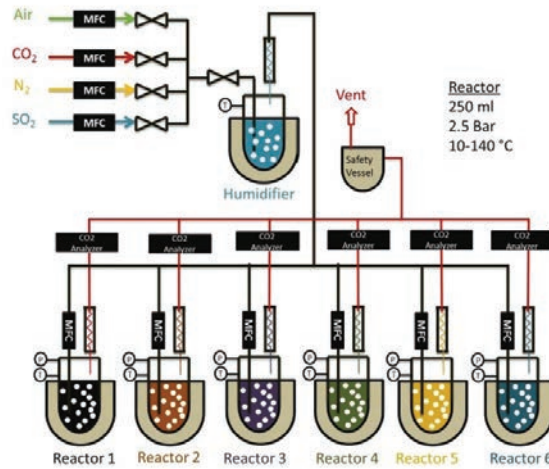 Air MFC
CO₂ MFC
N₂ MFC
SO₂ MFC
T
Humidifier
Vent
Safety
Vessel
Reactor
250 ml
2.5 Bar
10-140 °C
CO2
Analyzer
CO2
Analyzer
CO2
Analyzer
CO2
Analyzer
CO2
Analyzer
CO2
Analyzer
MFC MFC MFC MFC MFC MFC
P P P P P P
T T T T T T
Reactor 1 Reactor 2 Reactor 3 Reactor 4 Reactor 5 Reactor 6